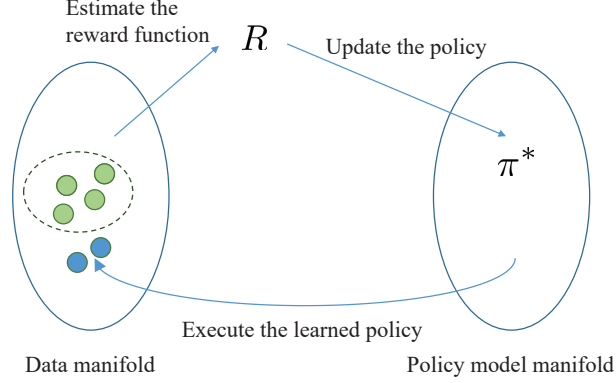 Estimate the
reward function
R
Update the policy
π*
Execute the learned policy
Data manifold
Policy model manifold